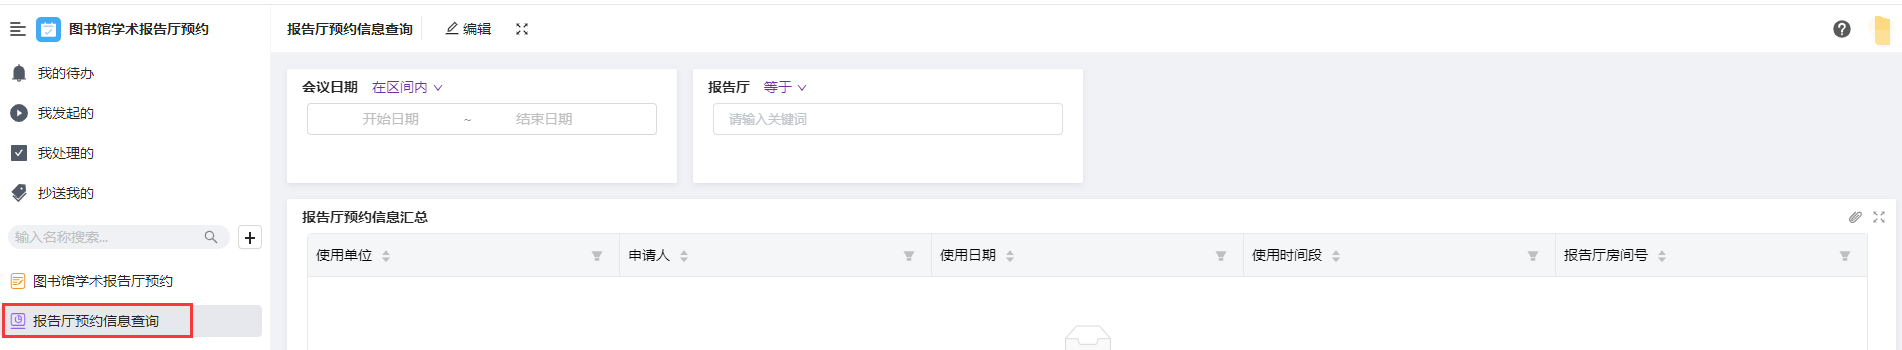 图书馆学术报告厅预约
我的待办
我发起的
我处理的
抄送我的
输入名称搜索...
图书馆学术报告厅预约
报告厅预约信息查询
报告厅预约信息查询 编辑
会议日期 在区间内
开始日期 ~ 结束日期
报告厅 等于
请输入关键词
报告厅预约信息汇总
使用单位 申请人 使用日期 使用时间段 报告厅房间号